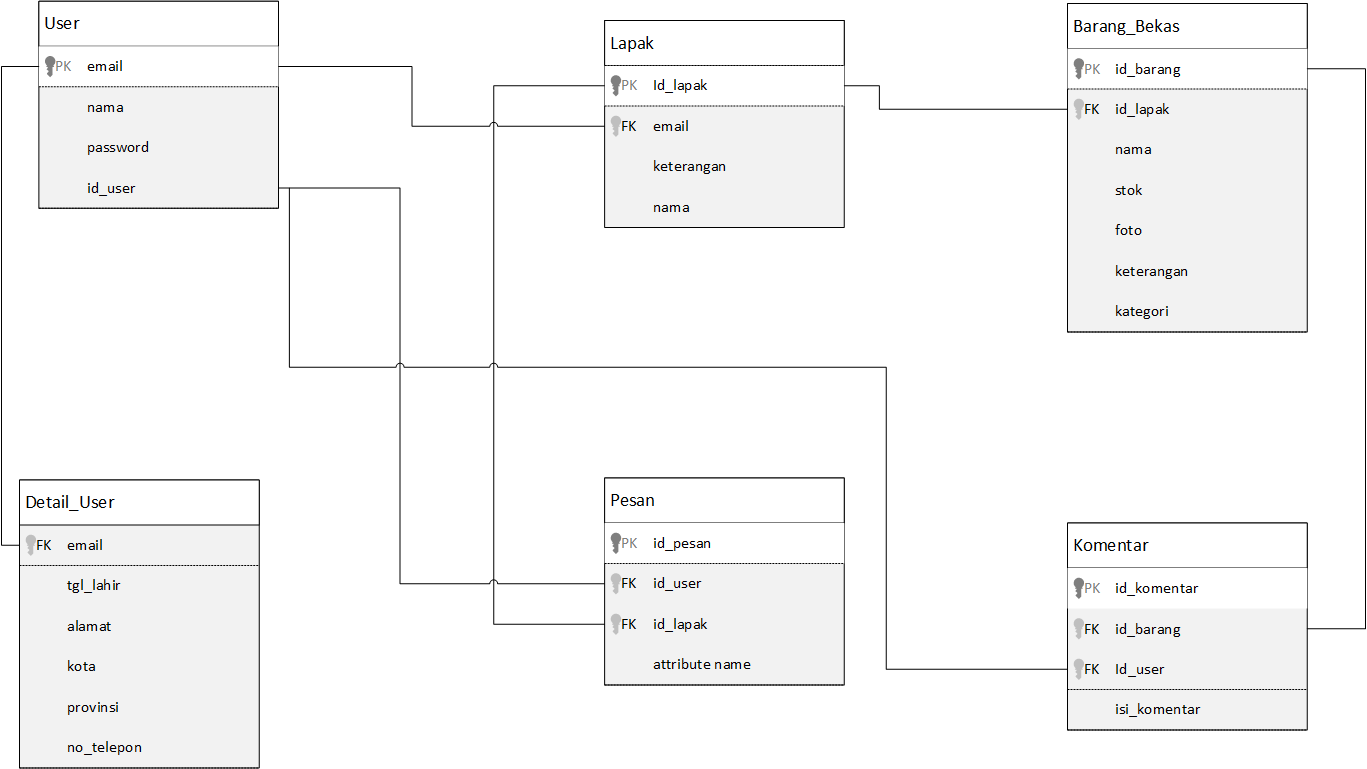 User
PK email
nama
password
id_user
Lapak
PK Id_lapak
FK email
keterangan
nama
Barang_Bekas
PK id_barang
FK id_lapak
nama
stok
foto
keterangan
kategori
Detail_User
FK email
tgl_lahir
alamat
kota
provinsi
no_telepon
Pesan
PK id_pesan
FK id_user
FK id_lapak
attribute name
Komentar
PK id_komentar
FK id_barang
FK Id_user
isi_komentar